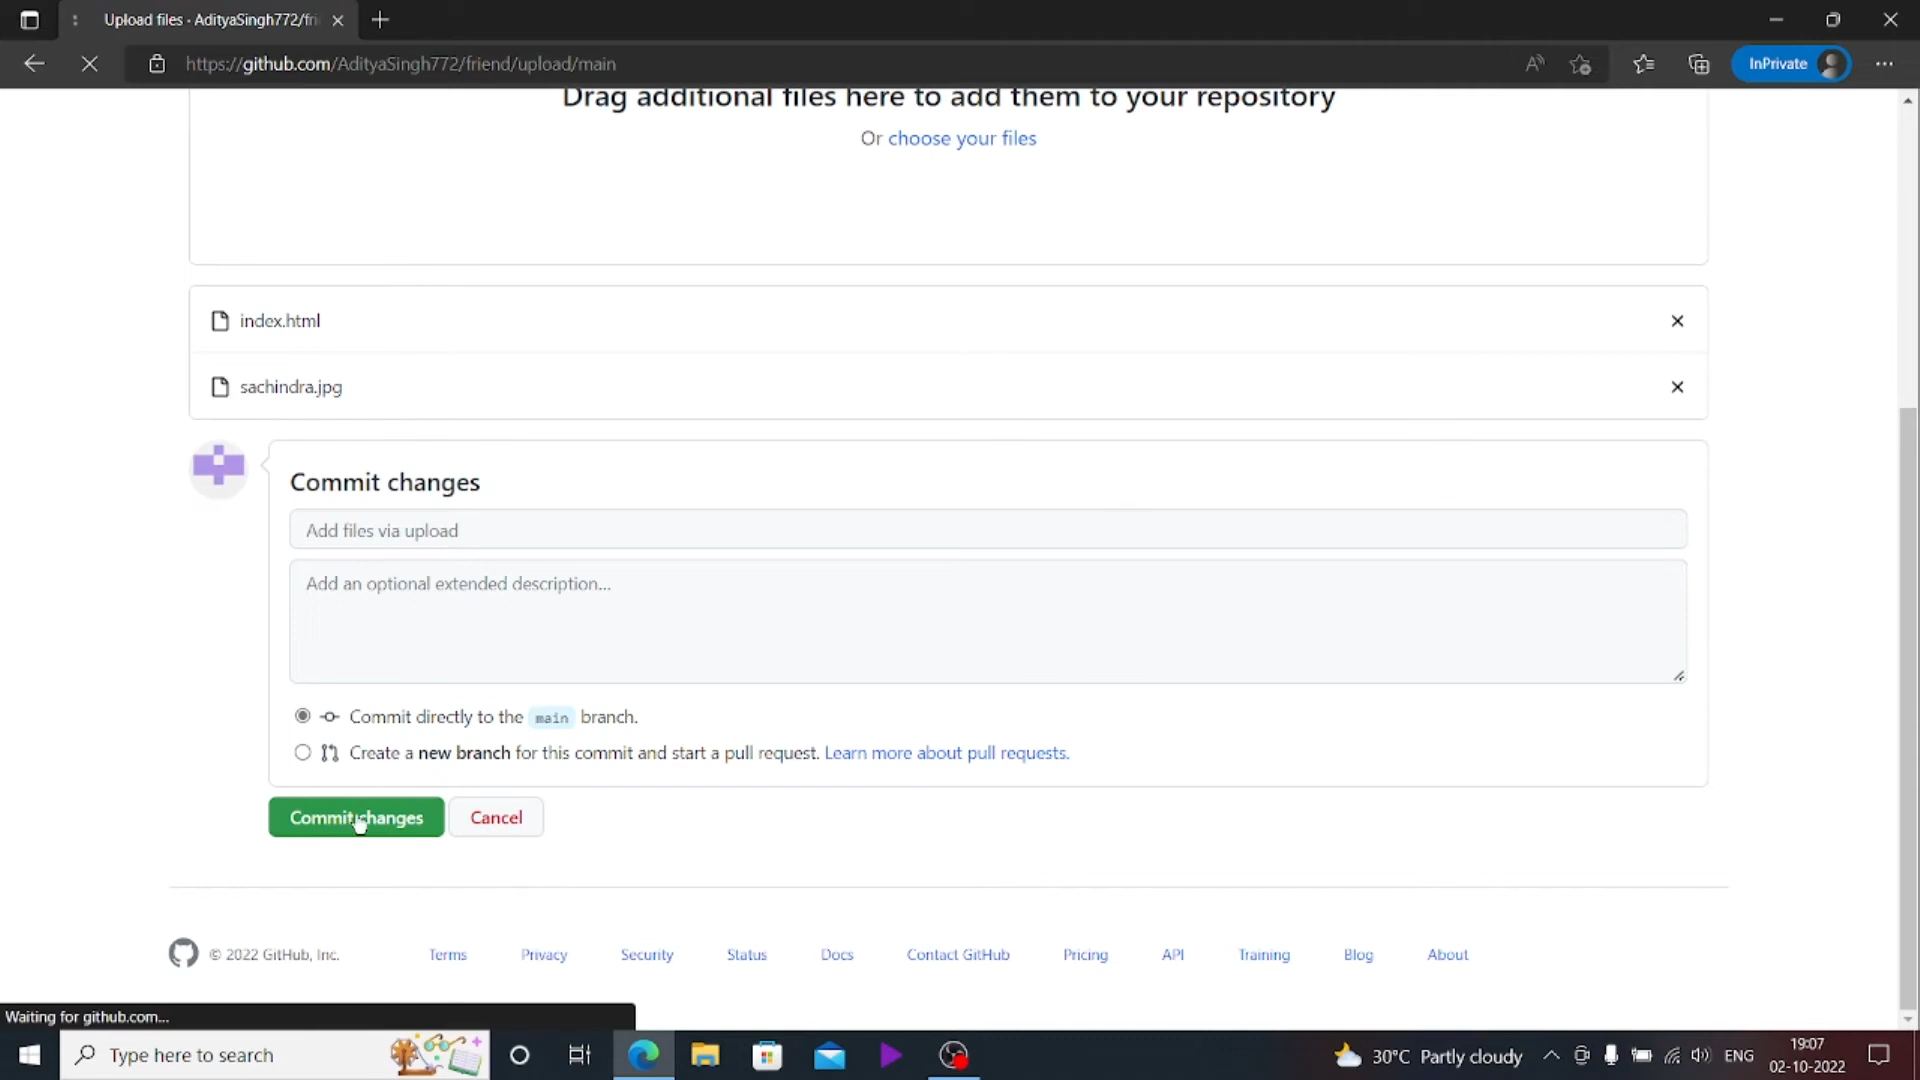 Upload files · AdityaSingh772/fri
https://github.com/AdityaSingh772/friend/upload/main
InPrivate
Drag additional files here to add them to your repository
Or choose your files
index.html
sachindra.jpg
Commit changes
Add files via upload
Add an optional extended description...
Commit directly to the main branch.
Create a new branch for this commit and start a pull request. Learn more about pull requests.
Commit changes
Cancel
© 2022 GitHub, Inc.
Terms
Privacy
Security
Status
Docs
Contact GitHub
Pricing
API
Training
Blog
About
Waiting for github.com...
Type here to search
30°C Partly cloudy
ENG
19:07
02-10-2022